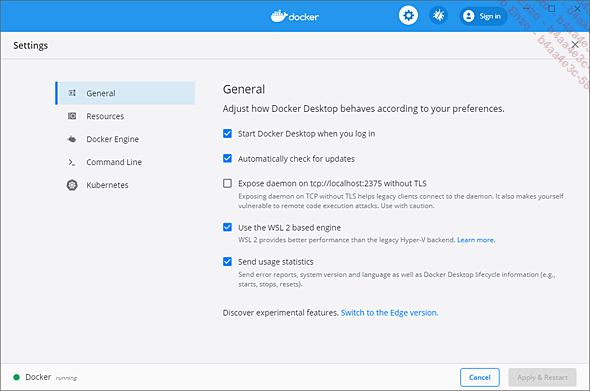 docker
Sign in
Settings
General
Resources
Docker Engine
Command Line
Kubernetes
General
Adjust how Docker Desktop behaves according to your preferences.
Start Docker Desktop when you log in
Automatically check for updates
Expose daemon on tcp://localhost:2375 without TLS
Exposing daemon on TCP without TLS helps legacy clients connect to the daemon. It also makes yourself
vulnerable to remote code execution attacks. Use with caution.
Use the WSL 2 based engine
WSL 2 provides better performance than the legacy Hyper-V backend. Learn more.
Send usage statistics
Send error reports, system version and language as well as Docker Desktop lifecycle information (e.g.,
starts, stops, resets).
Discover experimental features. Switch to the Edge version.
Docker running
Cancel
Apply & Restart